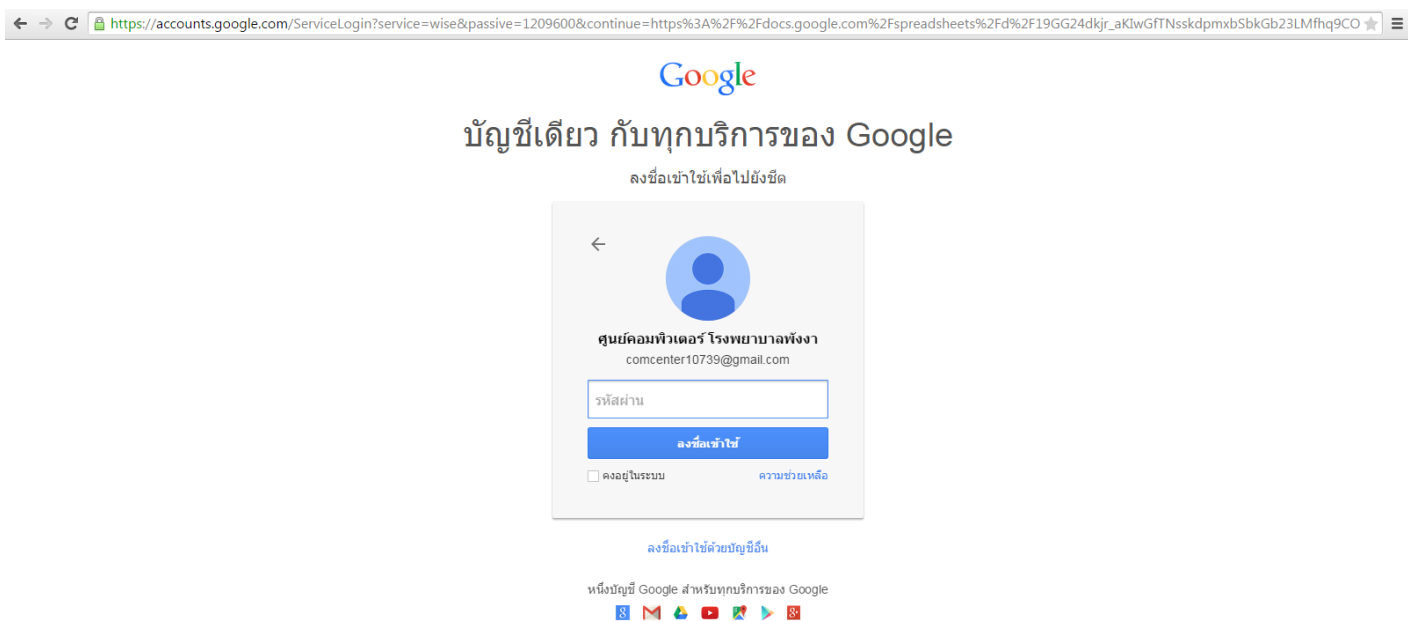 https://accounts.google.com/ServiceLogin?service=wise&passive=1209600&continue=https%3A%2F%2Fdocs.google.com%2Fspreadsheets%2Fd%2F19GG24dkjr_aKIwGfTNsskdpmxbSbkGb23LMfhq9CO
Google
บัญชีเดียว กับทุกบริการของ Google
ลงชื่อเข้าใช้เพื่อไปยังชีต
ศูนย์คอมพิวเตอร์ โรงพยาบาลพังงา
comcenter10739@gmail.com
รหัสผ่าน
ลงชื่อเข้าใช้
คงอยู่ในระบบ ความช่วยเหลือ
ลงชื่อเข้าใช้ด้วยบัญชีอื่น
หนึ่งบัญชี Google สำหรับทุกบริการของ Google